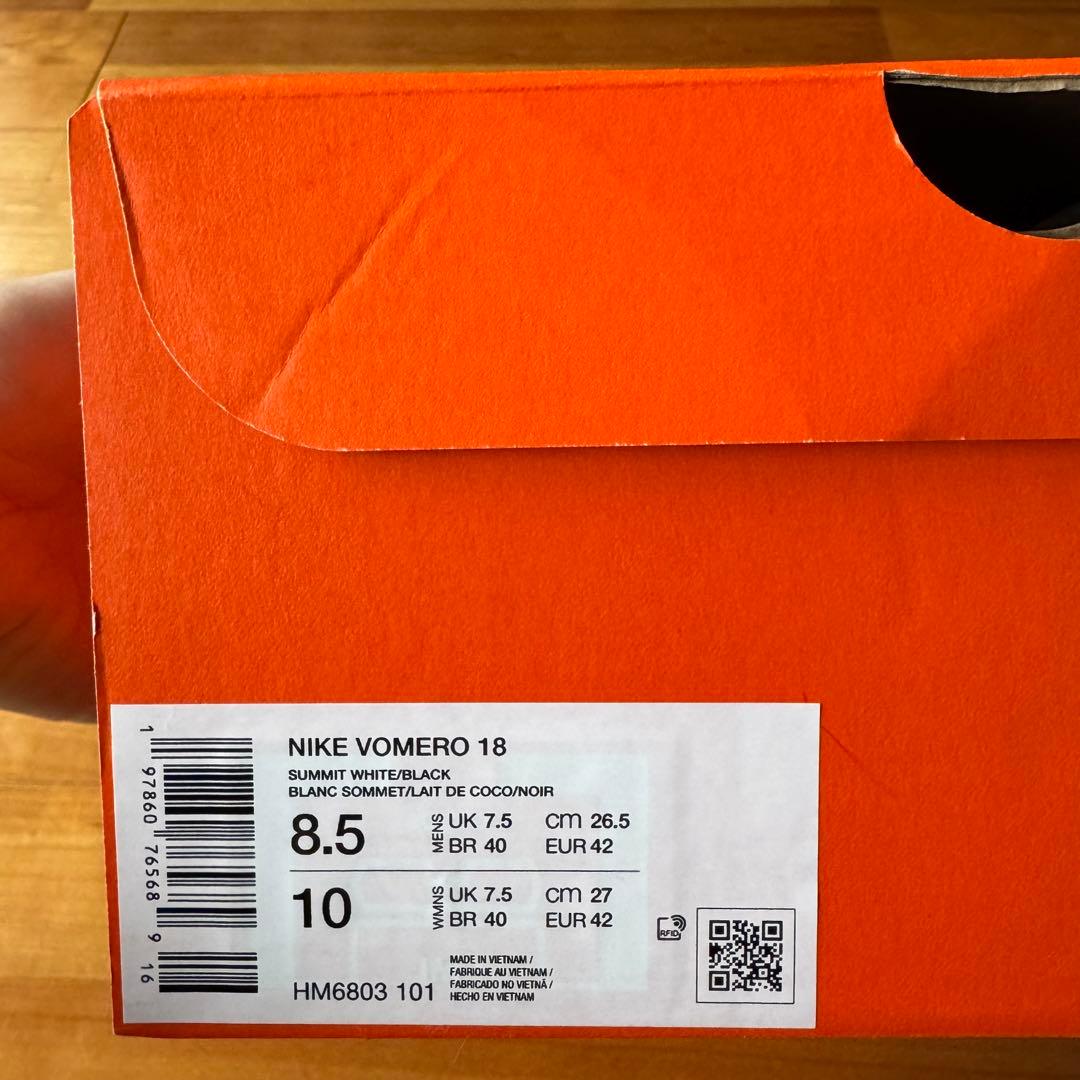 NIKE VOMERO 18
SUMMIT WHITE/BLACK
BLANC SOMMET/LAIT DE COCO/NOIR
8.5 MENS UK 7.5 cm 26.5
BR 40 EUR 42
10 WMNS UK 7.5 cm 27
BR 40 EUR 42
RFID
MADE IN VIETNAM /
FABRIQUE AU VIETNAM /
FABRICADO NO VIETNÃ /
HECHO EN VIETNAM
HM6803 101
1 97860 76568 9 16